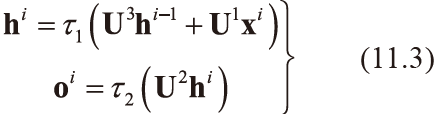 𝐡ⁱ = τ₁(𝐔³𝐡ⁱ⁻¹ + 𝐔¹𝐱ⁱ)
𝐨ⁱ = τ₂(𝐔²𝐡ⁱ)
} (11.3)